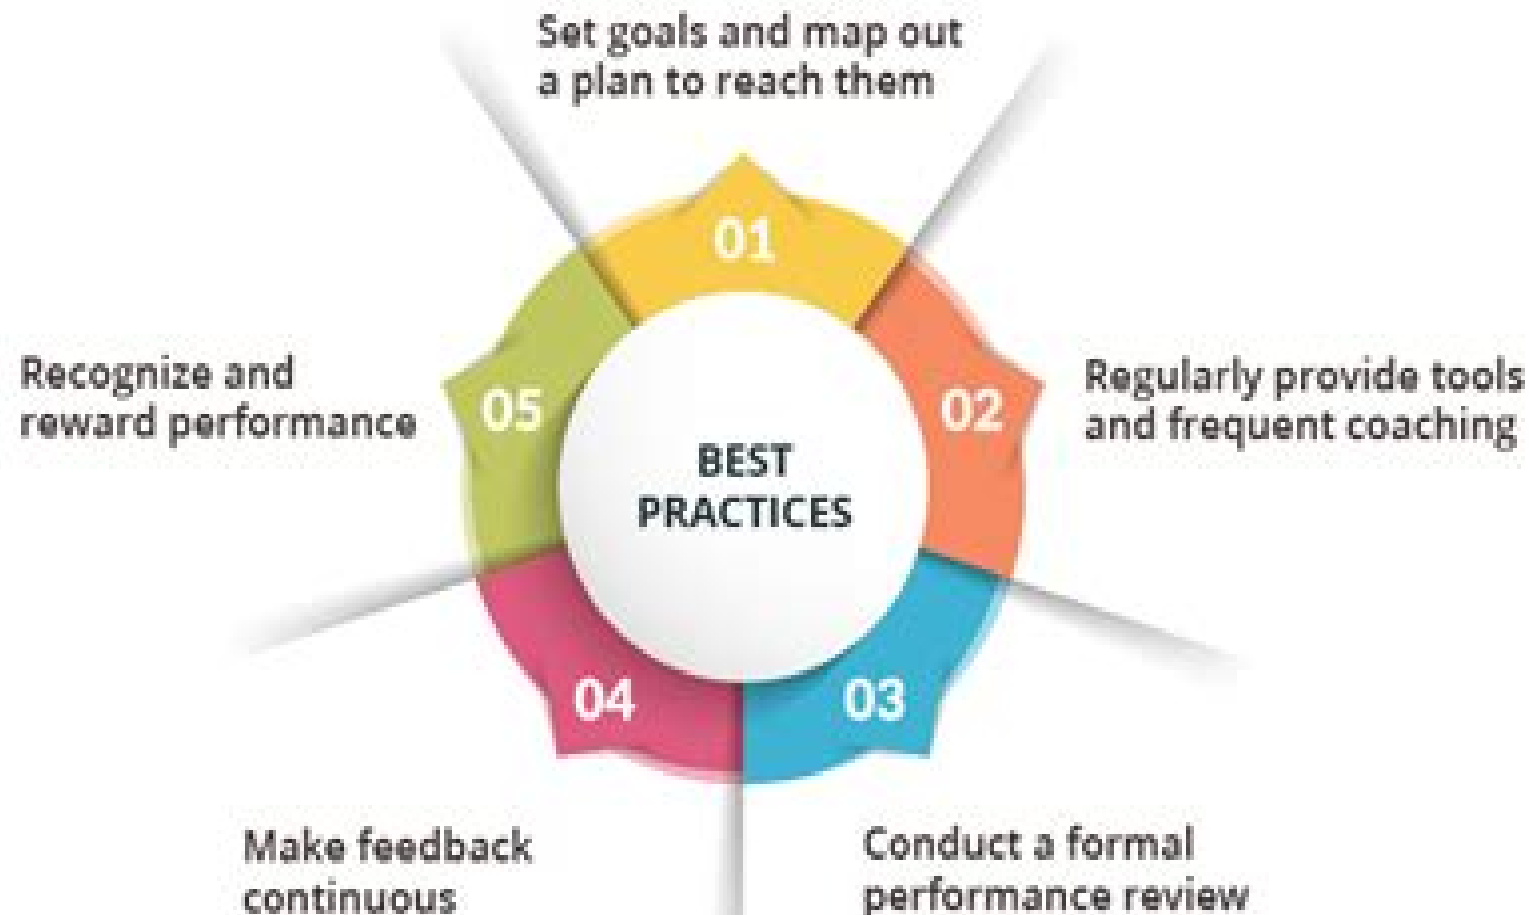 Set goals and map out
a plan to reach them
01
02
Regularly provide tools
and frequent coaching
03
Conduct a formal
performance review
04
Make feedback
continuous
05
Recognize and
reward performance
BEST
PRACTICES